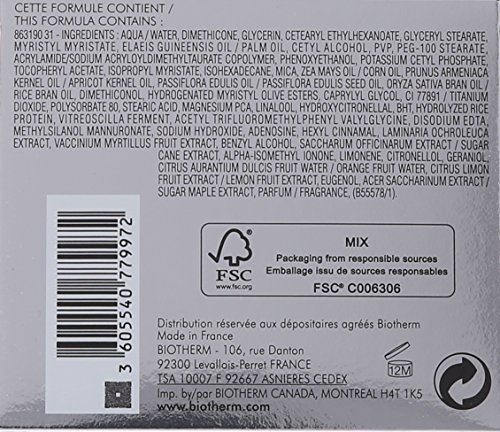 CETTE FORMULE CONTIENT /
THIS FORMULA CONTAINS :
863190 31 - INGREDIENTS : AQUA / WATER, DIMETHICONE, GLYCERIN, CETEARYL ETHYLHEXANOATE, GLYCERYL STEARATE,
MYRISTYL MYRISTATE, ELAEIS GUINEENSIS OIL / PALM OIL, CETYL ALCOHOL, PVP, PEG-100 STEARATE,
ACRYLAMIDE/SODIUM ACRYLOYLDIMETHYLTAURATE COPOLYMER, PHENOXYETHANOL, POTASSIUM CETYL PHOSPHATE,
TOCOPHERYL ACETATE, ISOPROPYL MYRISTATE, ISOHEXADECANE, MICA, ZEA MAYS OIL / CORN OIL, PRUNUS ARMENIACA
KERNEL OIL / APRICOT KERNEL OIL, PASSIFLORA EDULIS OIL / PASSIFLORA EDULIS SEED OIL, ORYZA SATIVA BRAN OIL /
RICE BRAN OIL, DIMETHICONOL, HYDROGENATED MYRISTYL OLIVE ESTERS, CAPRYLYL GLYCOL, CI 77891 / TITANIUM
DIOXIDE, POLYSORBATE 80, STEARIC ACID, MAGNESIUM PCA, LINALOOL, HYDROXYCITRONELLAL, BHT, HYDROLYZED RICE
PROTEIN, VITREOSCILLA FERMENT, ACETYL TRIFLUOROMETHYLPHENYL VALYLGLYCINE, DISODIUM EDTA,
METHYLSILANOL MANNURONATE, SODIUM HYDROXIDE, ADENOSINE, HEXYL CINNAMAL, LAMINARIA OCHROLEUCA
EXTRACT, VACCINIUM MYRTILLUS FRUIT EXTRACT, BENZYL ALCOHOL, SACCHARUM OFFICINARUM EXTRACT / SUGAR
CANE EXTRACT, ALPHA-ISOMETHYL IONONE, LIMONENE, CITRONELLOL, GERANIOL,
CITRUS AURANTIUM DULCIS FRUIT WATER / ORANGE FRUIT WATER, CITRUS LIMON
FRUIT EXTRACT / LEMON FRUIT EXTRACT, EUGENOL, ACER SACCHARINUM EXTRACT /
SUGAR MAPLE EXTRACT, PARFUM / FRAGRANCE, (B55578/1).
3 605540 779972
FSC
www.fsc.org
MIX
Packaging from responsible sources
Emballage issu de sources responsables
FSC® C006306
Distribution réservée aux dépositaires agréés Biotherm
Made in France
BIOTHERM - 106, rue Danton
92300 Levallois-Perret FRANCE
TSA 10007 F 92667 ASNIERES CEDEX
Imp. by/par BIOTHERM CANADA, MONTREAL H4T 1K5
www.biotherm.com
12M